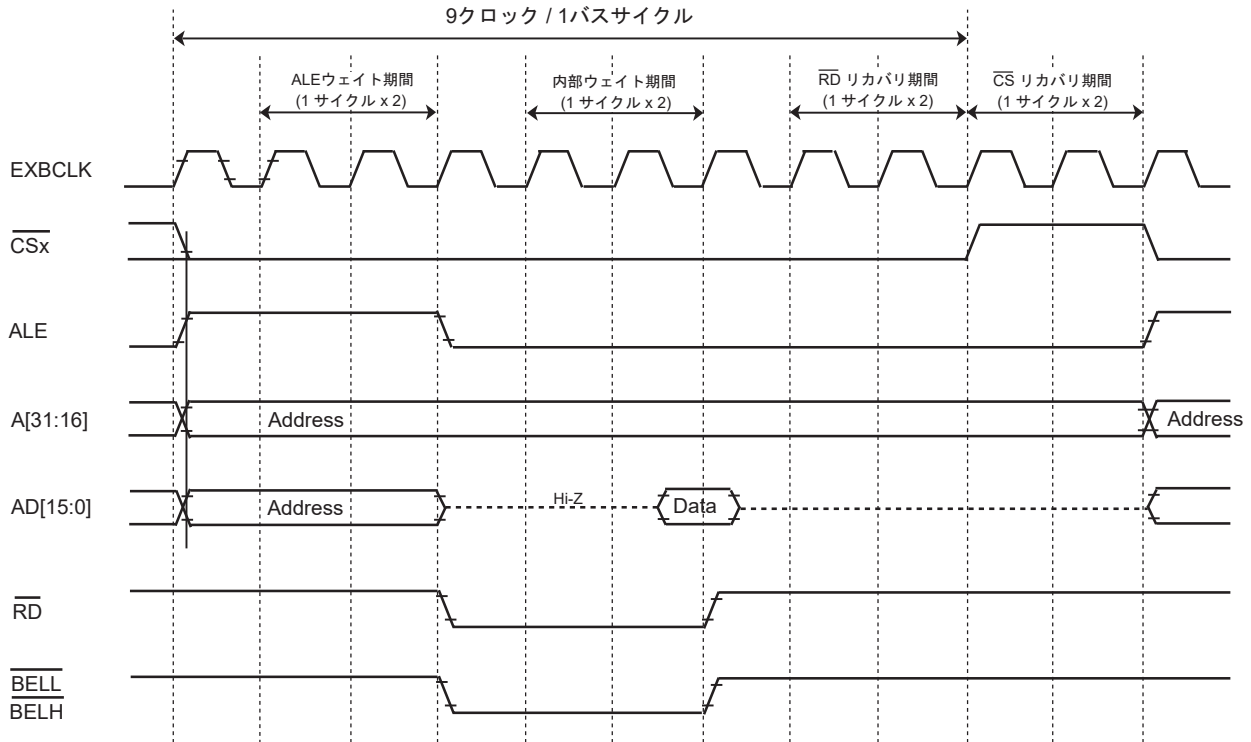 9クロック / 1バスサイクル
ALEウェイト期間
(1 サイクル x 2)
内部ウェイト期間
(1 サイクル x 2)
RD リカバリ期間
(1 サイクル x 2)
CS リカバリ期間
(1 サイクル x 2)
EXBCLK
CSx
ALE
A[31:16]
Address
Address
AD[15:0]
Address
Hi-Z
Data
RD
BELL
BELH